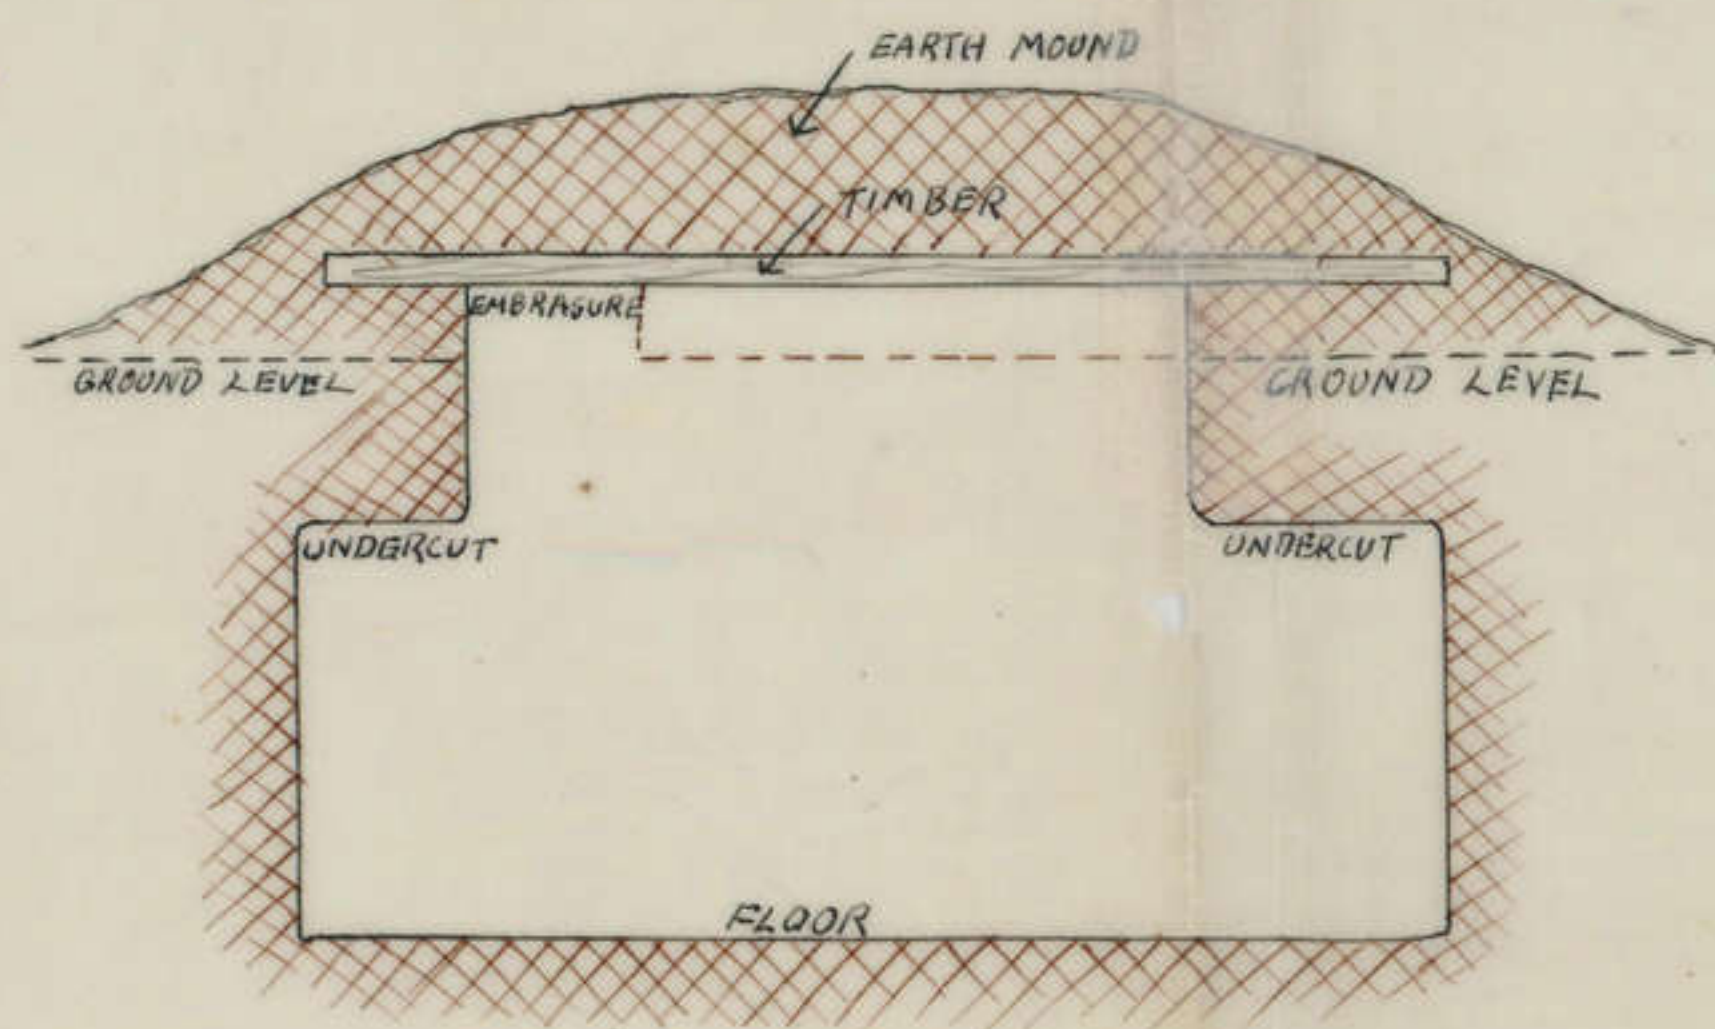 EARTH MOUND
TIMBER
EMBRASURE
GROUND LEVEL
GROUND LEVEL
UNDERCUT
UNDERCUT
FLOOR